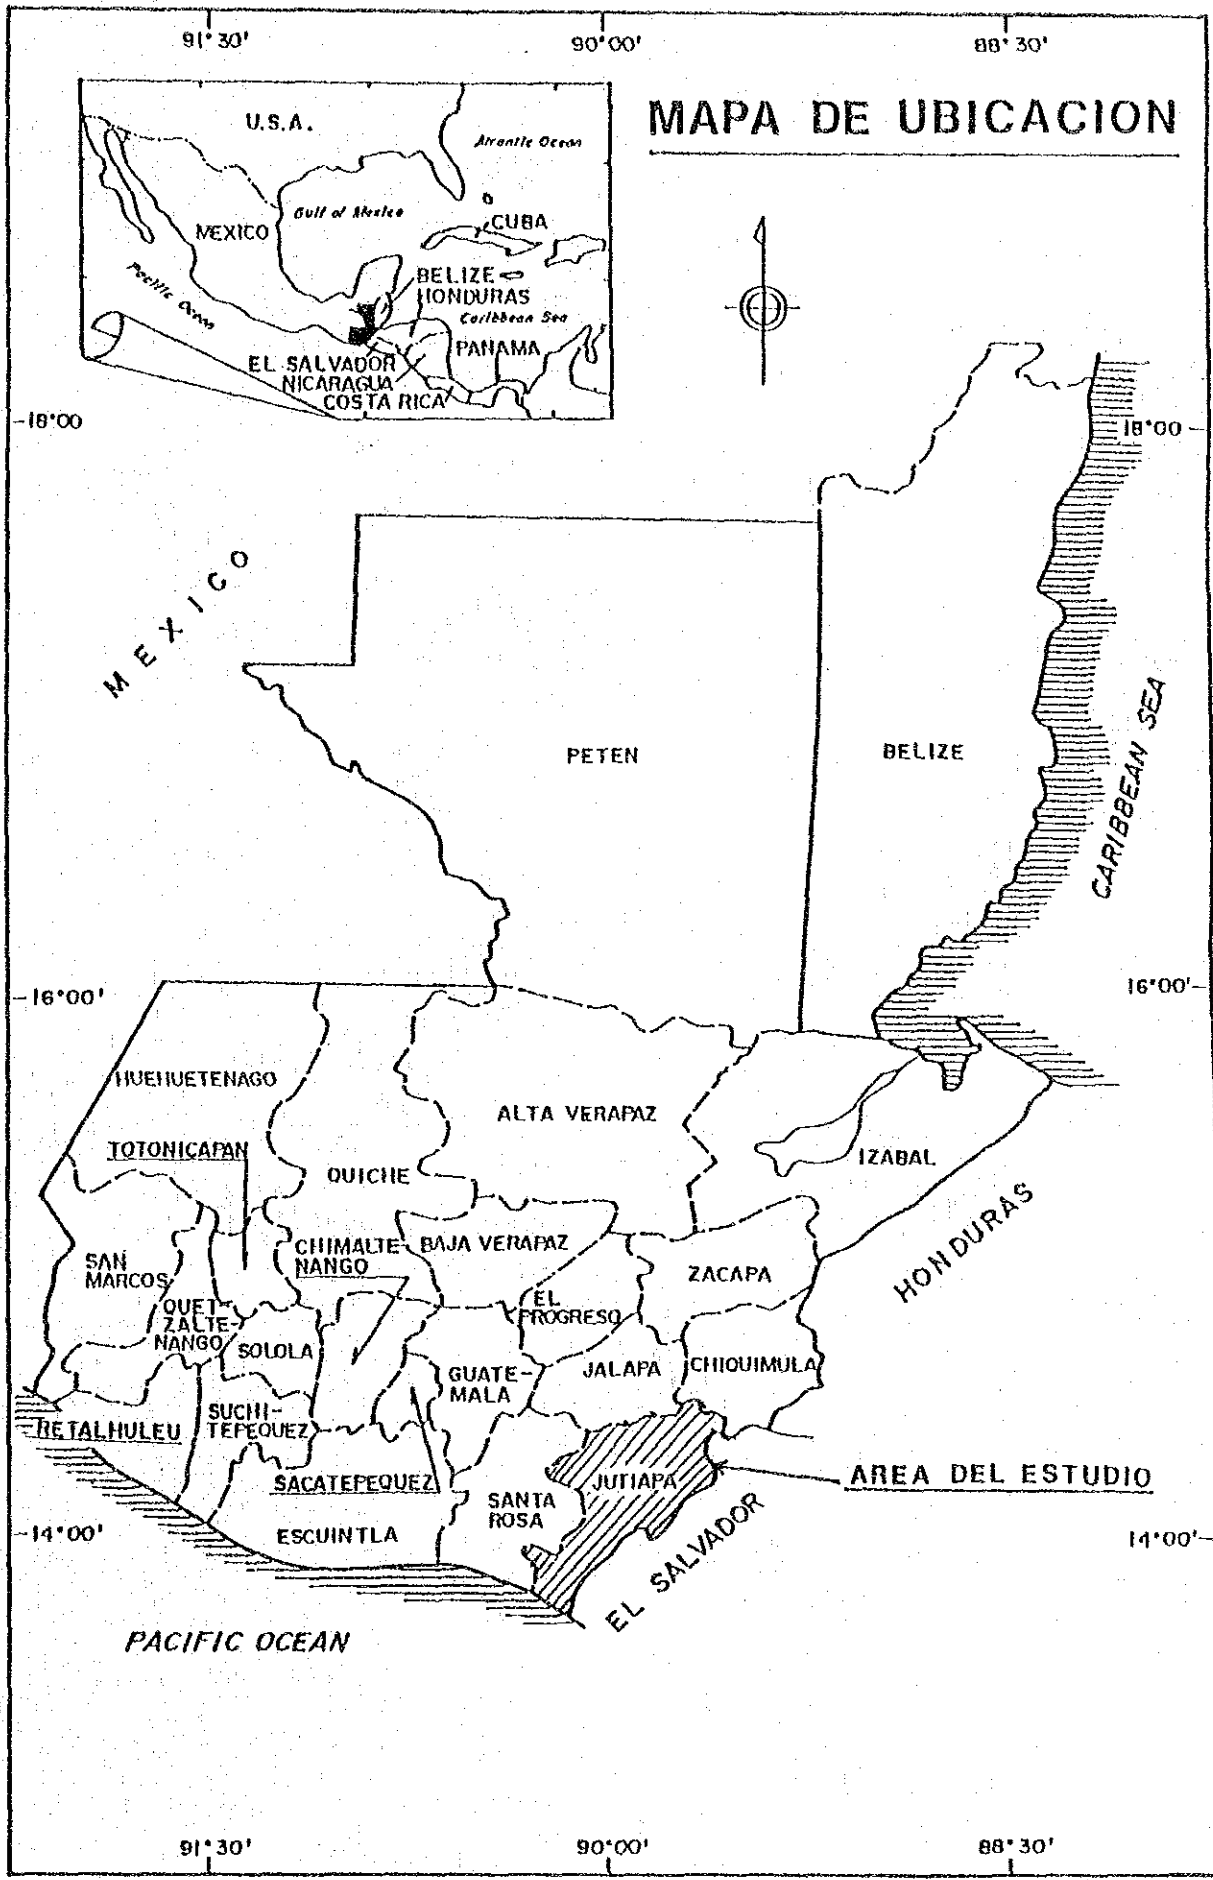 91°30'
90°00'
88°30'
MAPA DE UBICACION
U.S.A.
Atlantic Ocean
Gulf of Mexico
MEXICO
CUBA
Pacific Ocean
BELIZE
HONDURAS
Caribbean Sea
EL SALVADOR
PANAMA
NICARAGUA
COSTA RICA
18°00
18°00
MEXICO
PETEN
BELIZE
CARIBBEAN SEA
16°00'
16°00'
HUEHUETENAGO
ALTA VERAPAZ
TOTONICAPAN
QUICHE
IZABAL
HONDURAS
SAN
MARCOS
CHIMALTE-
NANGO
BAJA VERAPAZ
ZACAPA
QUET-
ZALTE-
NANGO
EL
PROGRESO
SOLOLA
GUATE-
MALA
JALAPA
CHIQUIMULA
RETALHULEU
SUCHI-
TEPEQUEZ
SACATEPEQUEZ
JUTIAPA
AREA DEL ESTUDIO
SANTA
ROSA
ESCUINTLA
14°00'
14°00'
EL SALVADOR
PACIFIC OCEAN
91°30'
90°00'
88°30'